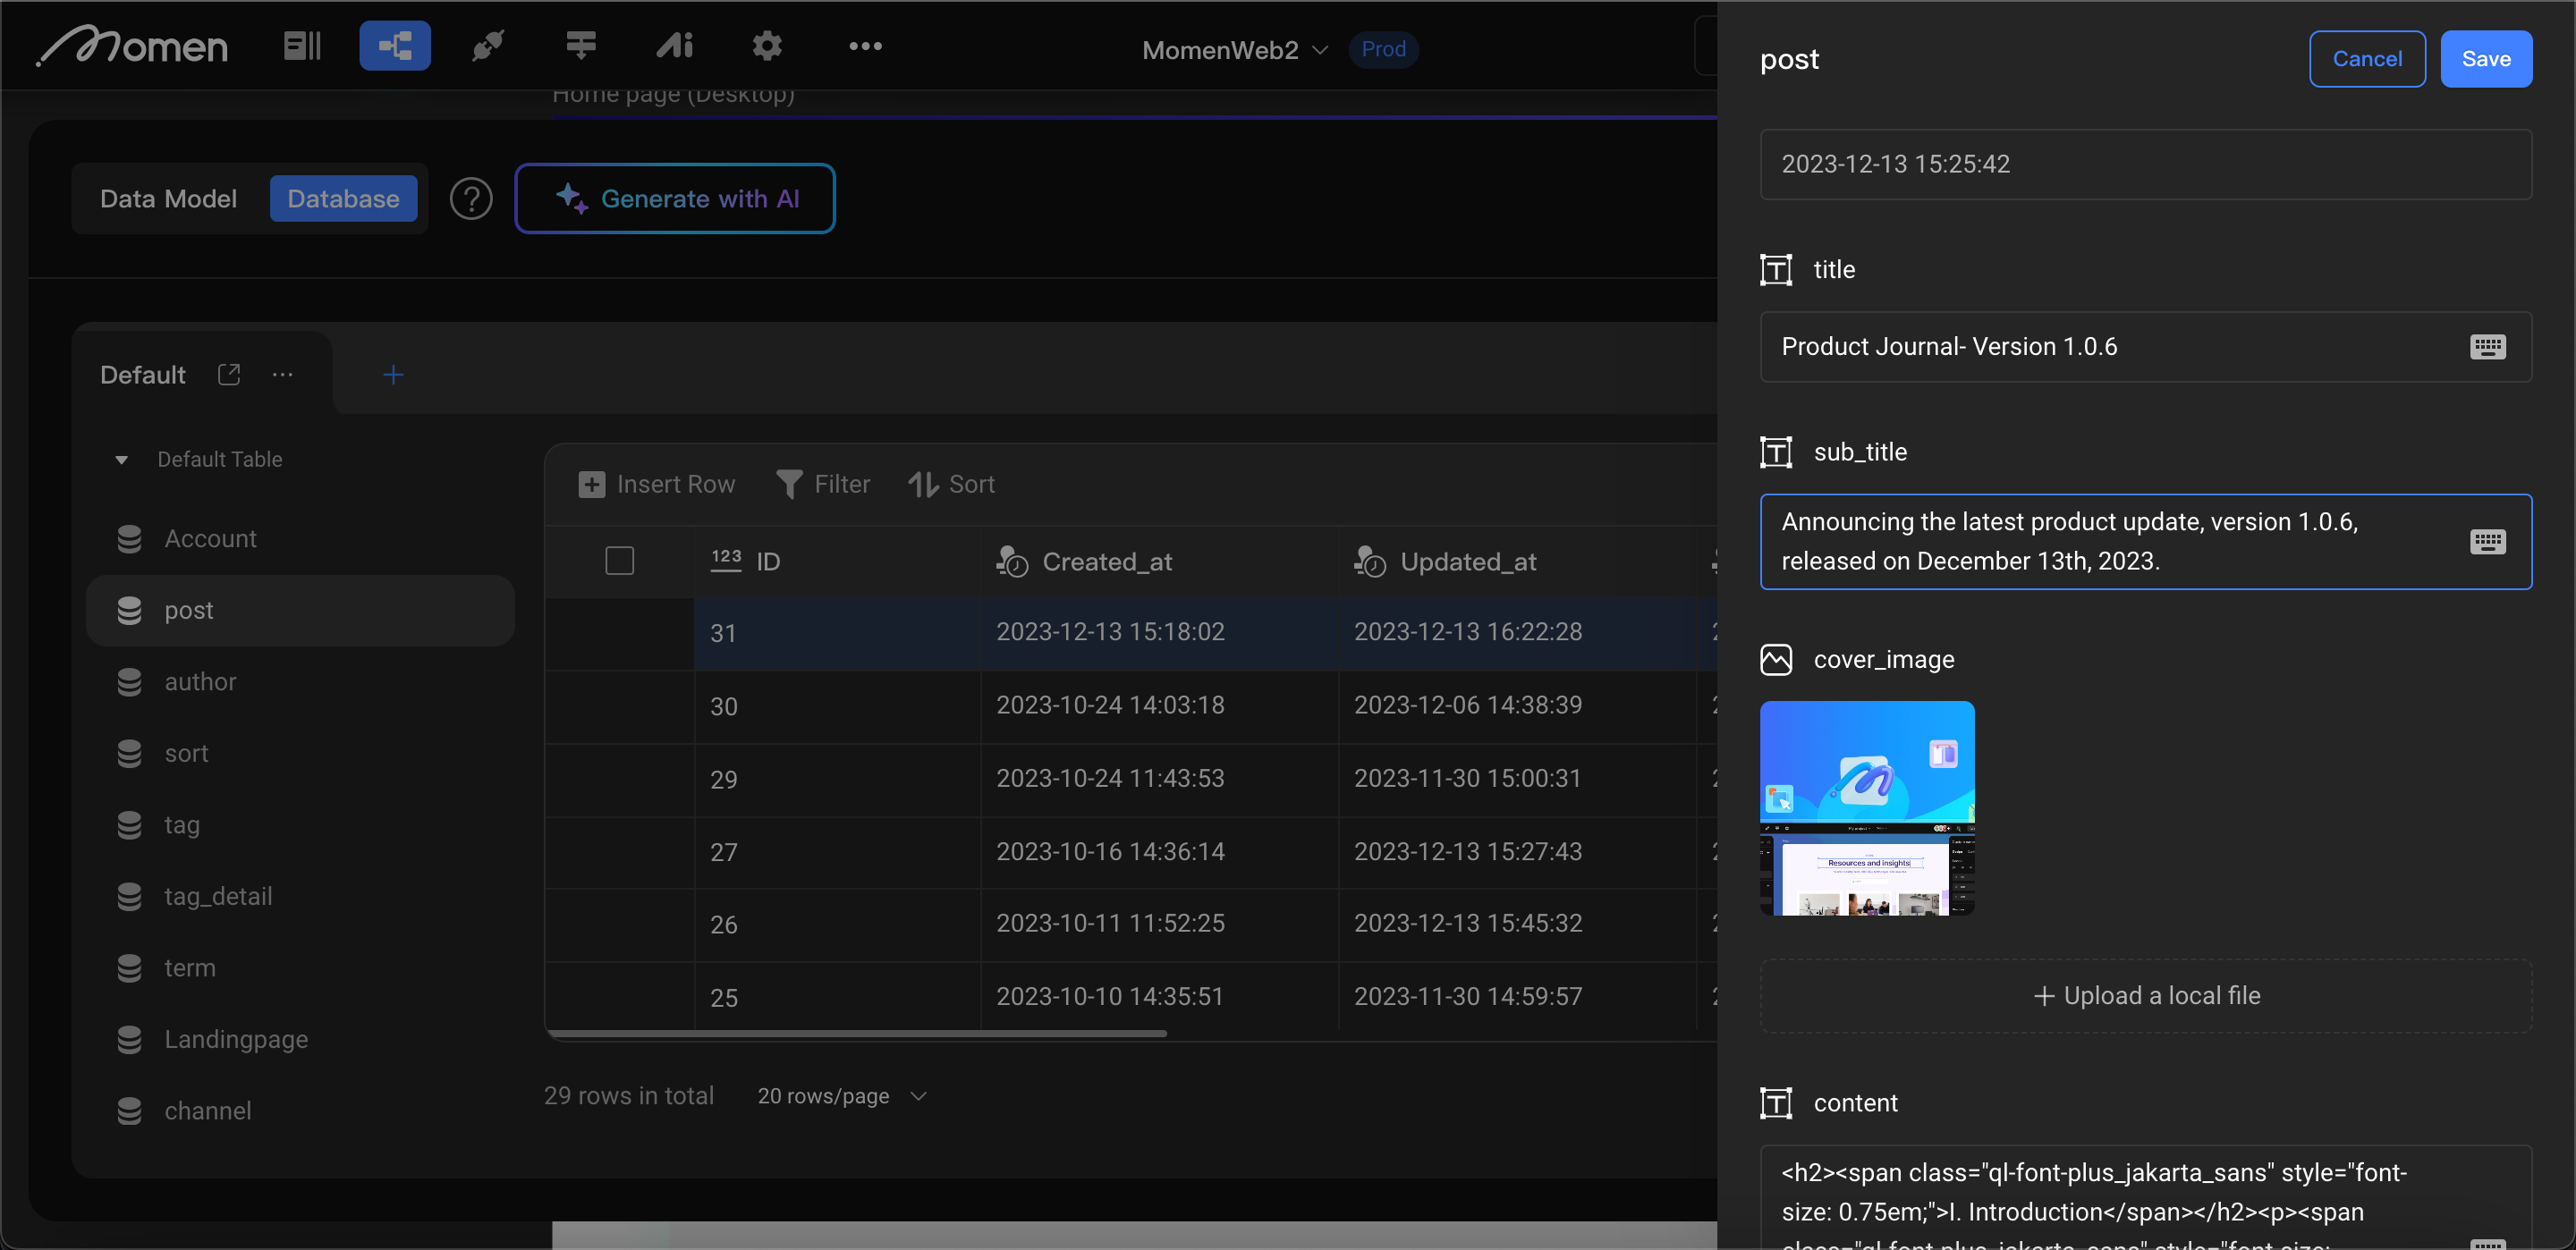 Momen
MomenWeb2
Prod
Home page (Desktop)
Data Model
Database
?
Generate with AI
Default
Default Table
Account
post
author
sort
tag
tag_detail
term
Landingpage
channel
Insert Row
Filter
Sort
123 ID
Created_at
Updated_at
31
2023-12-13 15:18:02
2023-12-13 16:22:28
30
2023-10-24 14:03:18
2023-12-06 14:38:39
29
2023-10-24 11:43:53
2023-11-30 15:00:31
27
2023-10-16 14:36:14
2023-12-13 15:27:43
26
2023-10-11 11:52:25
2023-12-13 15:45:32
25
2023-10-10 14:35:51
2023-11-30 14:59:57
29 rows in total
20 rows/page
post
Cancel
Save
2023-12-13 15:25:42
title
Product Journal- Version 1.0.6
sub_title
Announcing the latest product update, version 1.0.6,
released on December 13th, 2023.
cover_image
Resources and insights
+ Upload a local file
content
<h2><span class="ql-font-plus_jakarta_sans" style="font-
size: 0.75em;">I. Introduction</span></h2><p><span
class="ql-font-plus_jakarta_sans" style="font-size: